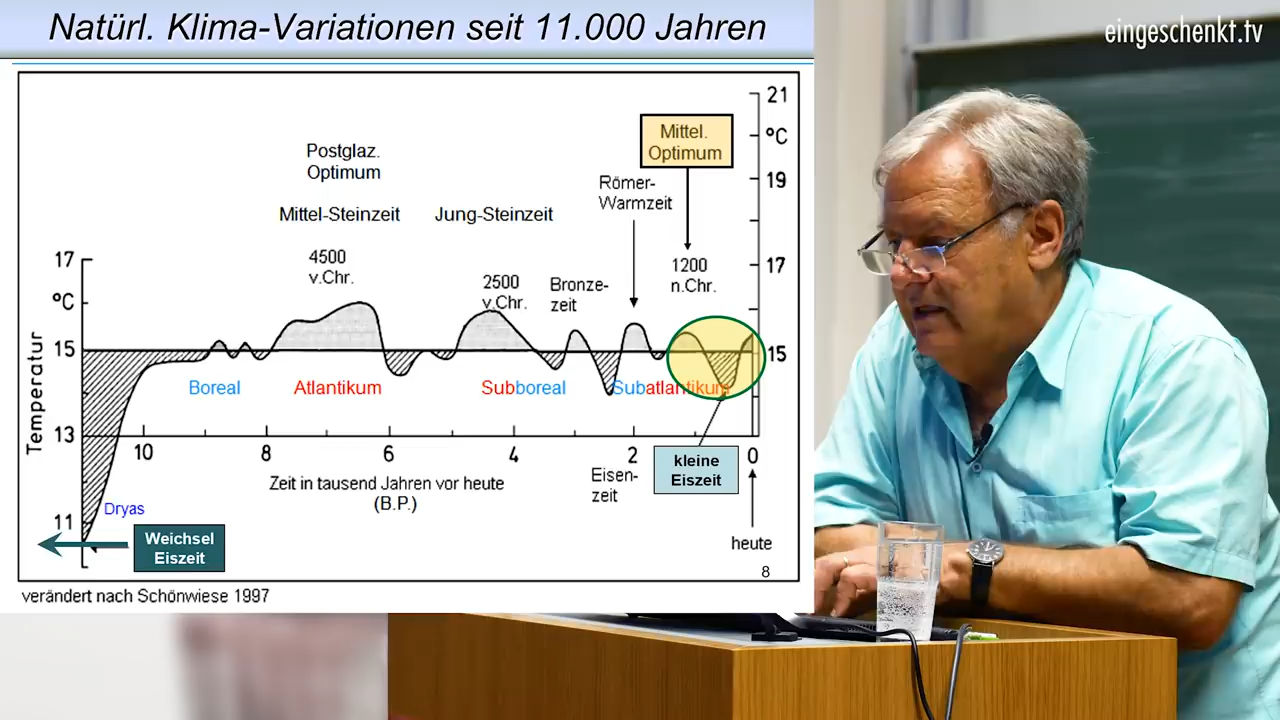 Natürl. Klima-Variationen seit 11.000 Jahren
eingeschenkt.tv
21
Mittel.
Optimum
ºC
Postglaz.
Optimum
19
Römer-
Warmzeit
Mittel-Steinzeit
Jung-Steinzeit
17
4500
v.Chr.
2500
v.Chr.
Bronze-
zeit
1200
n.Chr.
17
ºC
15
15
Temperatur
Boreal
Atlantikum
Subboreal
Subatlantikum
13
10
8
6
4
2
0
kleine
Eiszeit
Zeit in tausend Jahren vor heute
(B.P.)
Eisen-
zeit
11
Dryas
Weichsel
Eiszeit
heute
8
verändert nach Schönwiese 1997